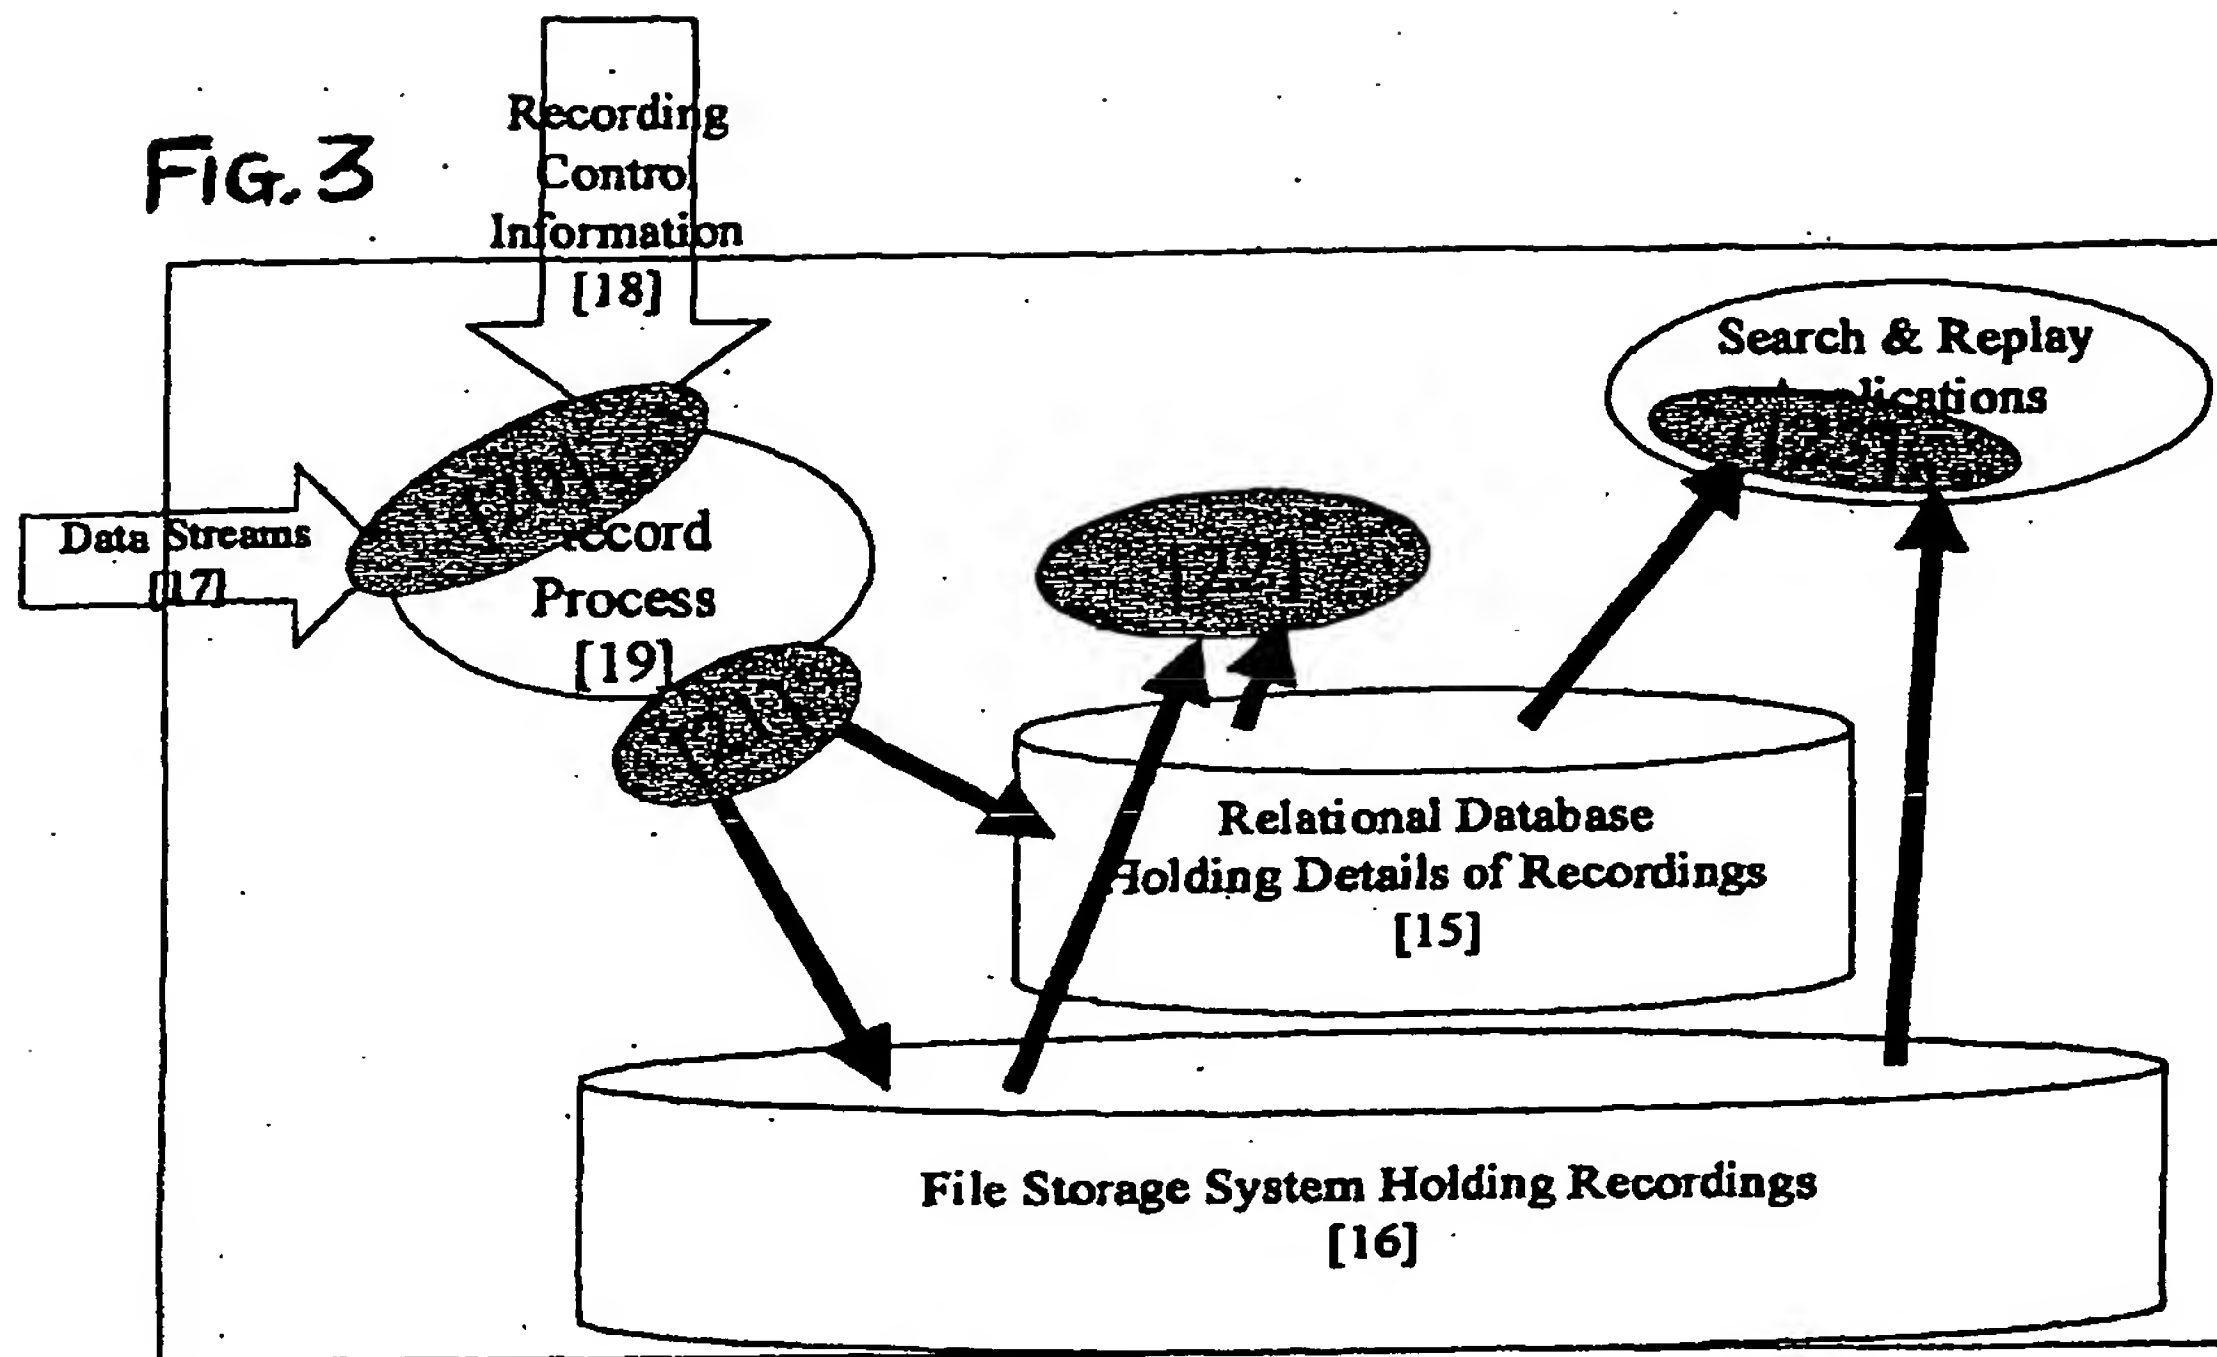 FIG. 3
Recording
Control
Information
[18]
Data Streams
[17]
Process
[19]
Search & Replay
Relational Database
Holding Details of Recordings
[15]
File Storage System Holding Recordings
[16]